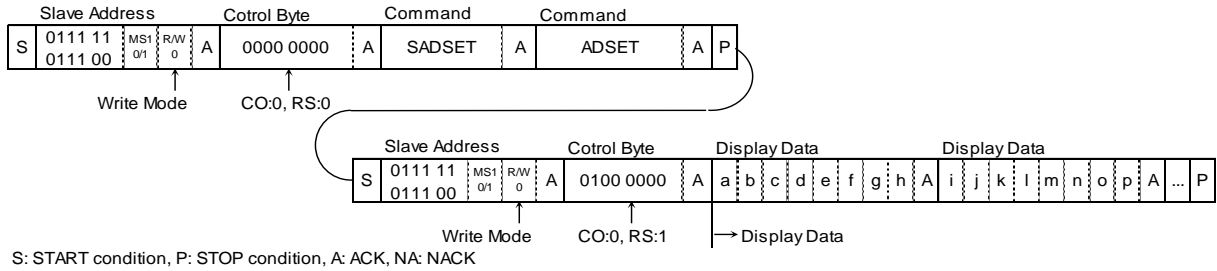 Slave Address Cotrol Byte Command Command
S 0111 11 0111 00 MS1 0/1 R/W 0 A 0000 0000 A SADSET A ADSET A P
Write Mode CO:0, RS:0
Slave Address Cotrol Byte Display Data Display Data
S 0111 11 0111 00 MS1 0/1 R/W 0 A 0100 0000 A a b c d e f g h A i j k l m n o p A ... P
Write Mode CO:0, RS:1 Display Data
S: START condition, P: STOP condition, A: ACK, NA: NACK